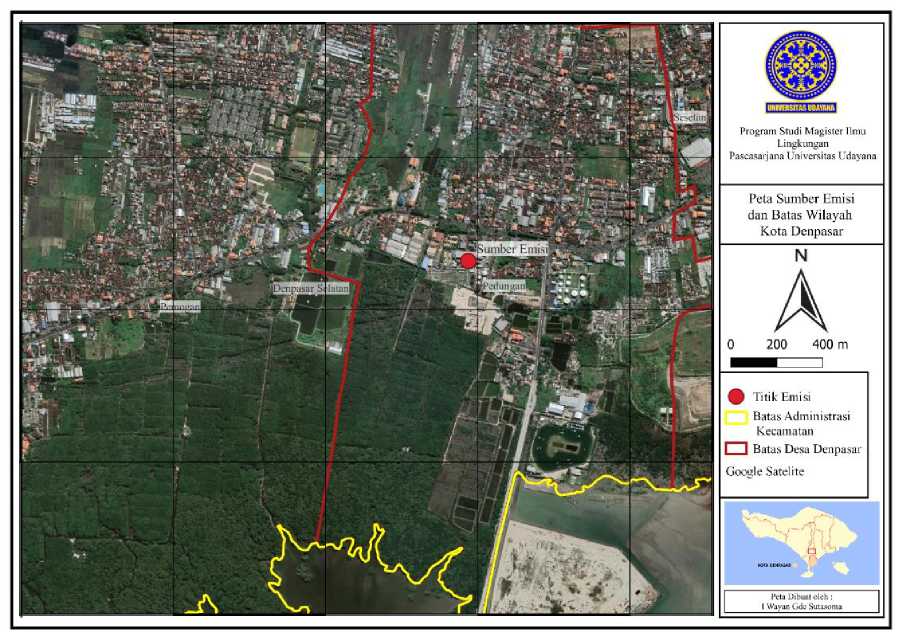 Sesetan
Sumber Emisi
Pedungan
Denpasar Selatan
Pemogan
UNIVERSITAS UDAYANA
Program Studi Magister Ilmu
Lingkungan
Pascasarjana Universitas Udayana
Peta Sumber Emisi
dan Batas Wilayah
Kota Denpasar
N
0 200 400 m
Titik Emisi
Batas Administrasi
Kecamatan
Batas Desa Denpasar
Google Satelite
KOTA DENPASAR
Peta Dibuat oleh :
I Wayan Gde Sutasoma